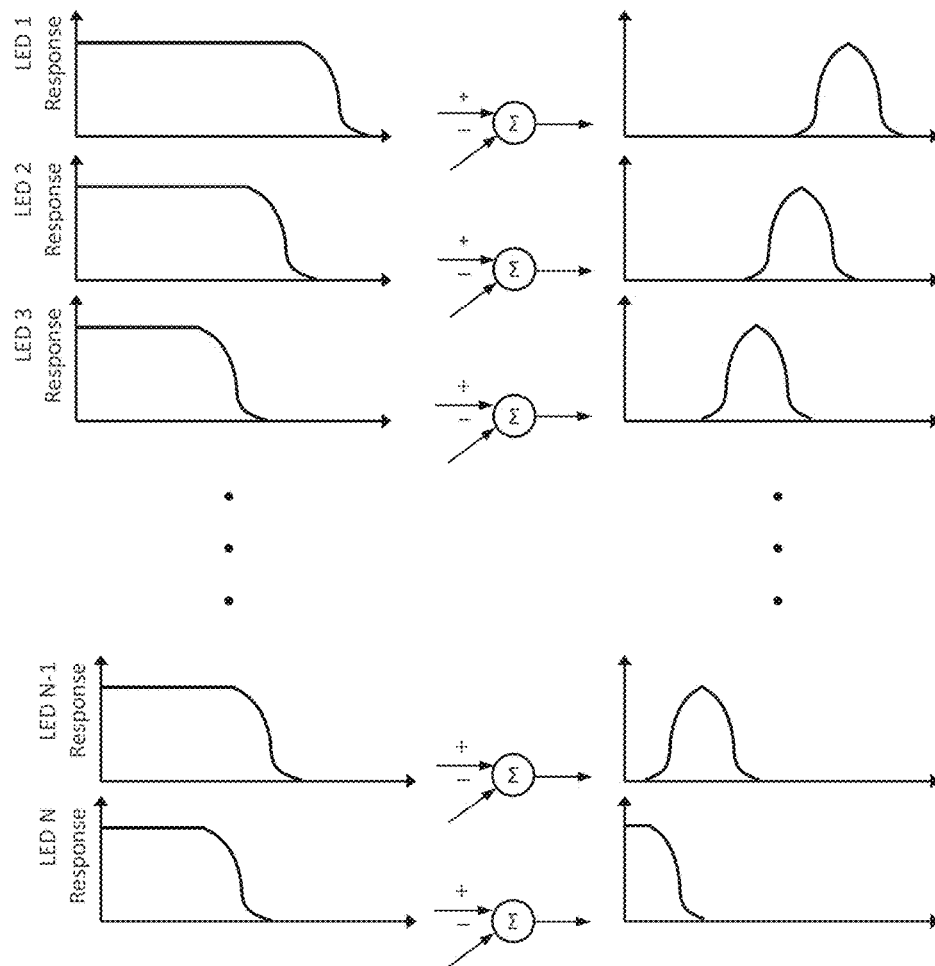 LED 1
Response
+
−
Σ
LED 2
Response
+
−
Σ
LED 3
Response
+
−
Σ
LED N-1
Response
+
−
Σ
LED N
Response
+
−
Σ